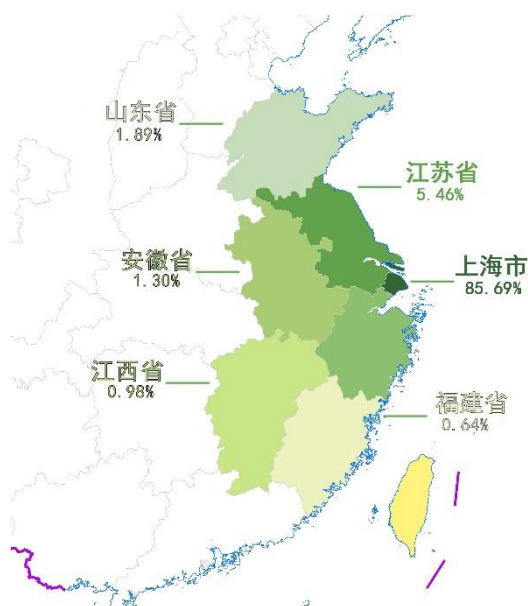 山东省
1.89%
江苏省
5.46%
安徽省
1.30%
上海市
85.69%
江西省
0.98%
福建省
0.64%